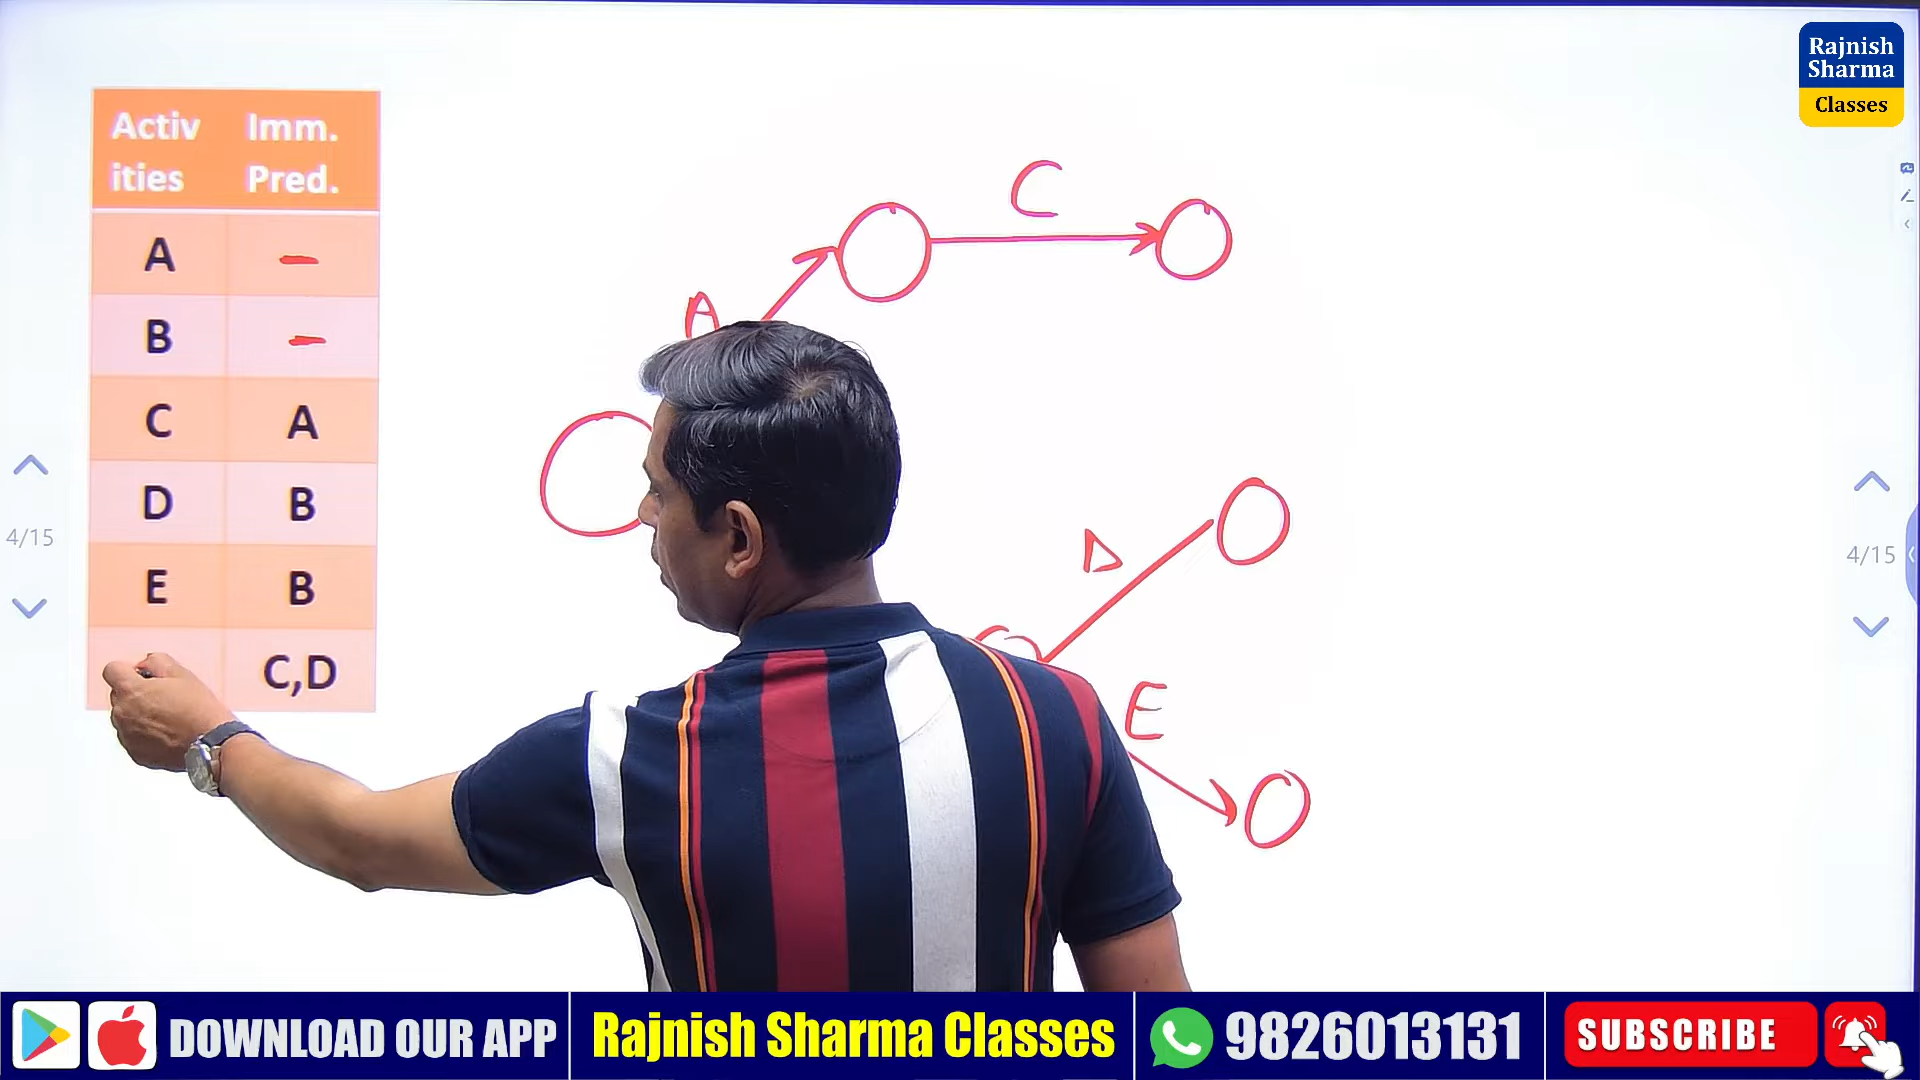 Rajnish
Sharma
Classes
Activ ities Imm. Pred.
A –
B –
C A
D B
E B
C,D
A
C
D
E
4/15
4/15
DOWNLOAD OUR APP
Rajnish Sharma Classes
9826013131
SUBSCRIBE